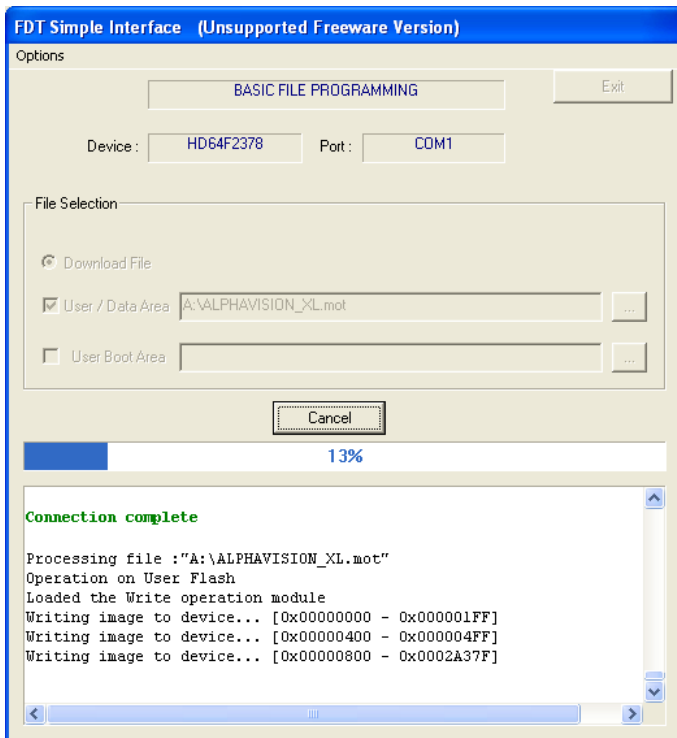 FDT Simple Interface (Unsupported Freeware Version)
Options
BASIC FILE PROGRAMMING
Exit
Device : HD64F2378 Port : COM1
File Selection
Download File
User / Data Area A:\ALPHAVISION_XL.mot ...
User Boot Area ...
Cancel
13%
Connection complete
Processing file :"A:\ALPHAVISION_XL.mot"
Operation on User Flash
Loaded the Write operation module
Writing image to device... [0x00000000 - 0x000001FF]
Writing image to device... [0x00000400 - 0x000004FF]
Writing image to device... [0x00000800 - 0x0002A37F]